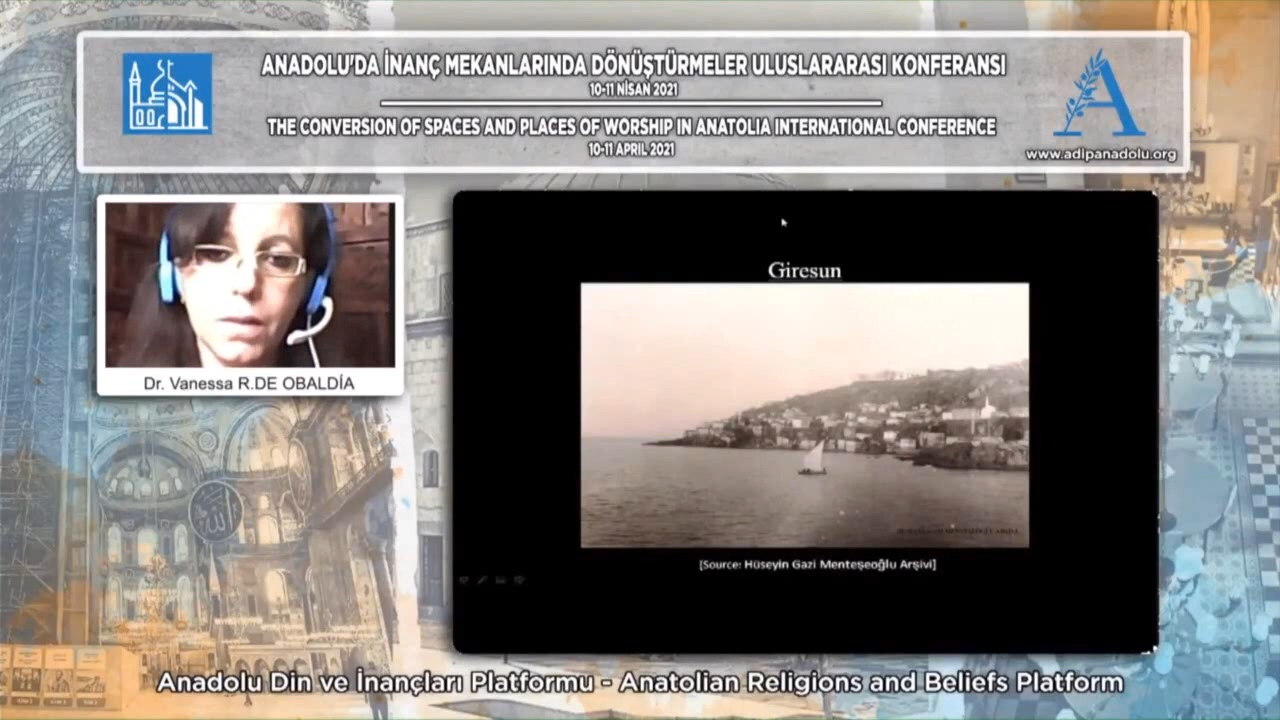 ANADOLU'DA İNANÇ MEKANLARINDA DÖNÜŞTÜRMELER ULUSLARARASI KONFERANSI
10-11 NİSAN 2021
THE CONVERSION OF SPACES AND PLACES OF WORSHIP IN ANATOLIA INTERNATIONAL CONFERENCE
10-11 APRIL 2021
www.adipanadolu.org
Dr. Vanessa R.DE OBALDÍA
Giresun
[Source: Hüseyin Gazi Menteşeoğlu Arşivi]
Anadolu Din ve İnançları Platformu - Anatolian Religions and Beliefs Platform